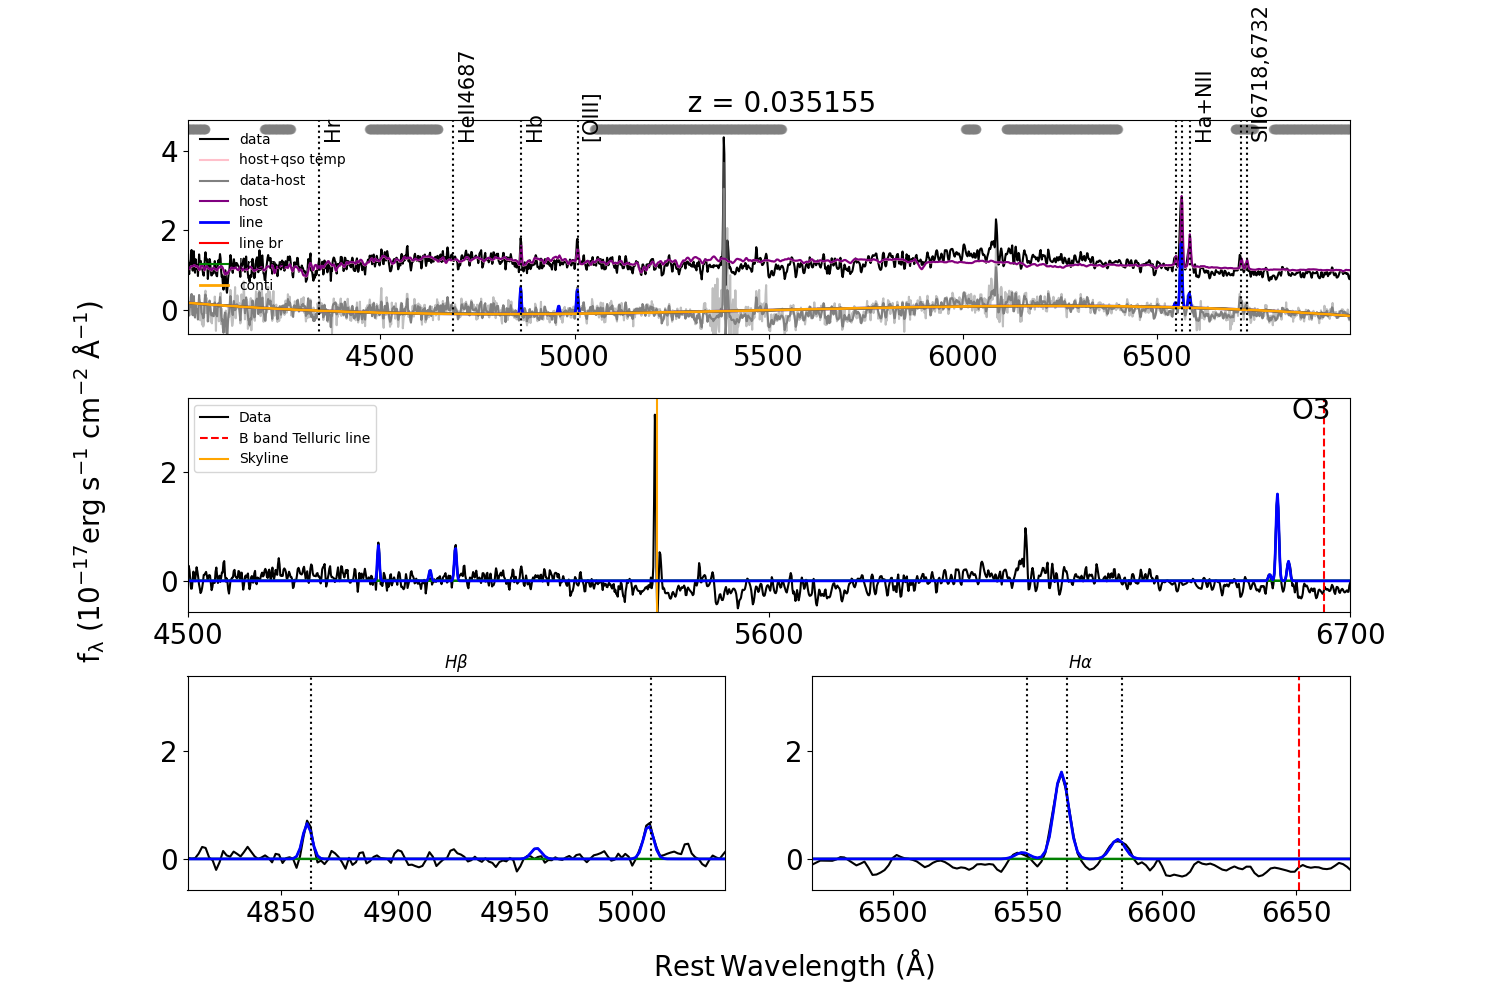 z = 0.035155
Hr
HeII4687
Hb
[OIII]
Ha+NII
SII6718,6732
data
host+qso temp
data-host
host
line
line br
conti
4
2
0
4500
5000
5500
6000
6500
Data
B band Telluric line
Skyline
O3
2
0
4500
5600
6700
Hβ
Hα
2
0
4850
4900
4950
5000
2
0
6500
6550
6600
6650
fλ (10⁻¹⁷erg s⁻¹ cm⁻² Å⁻¹)
Rest Wavelength (Å)